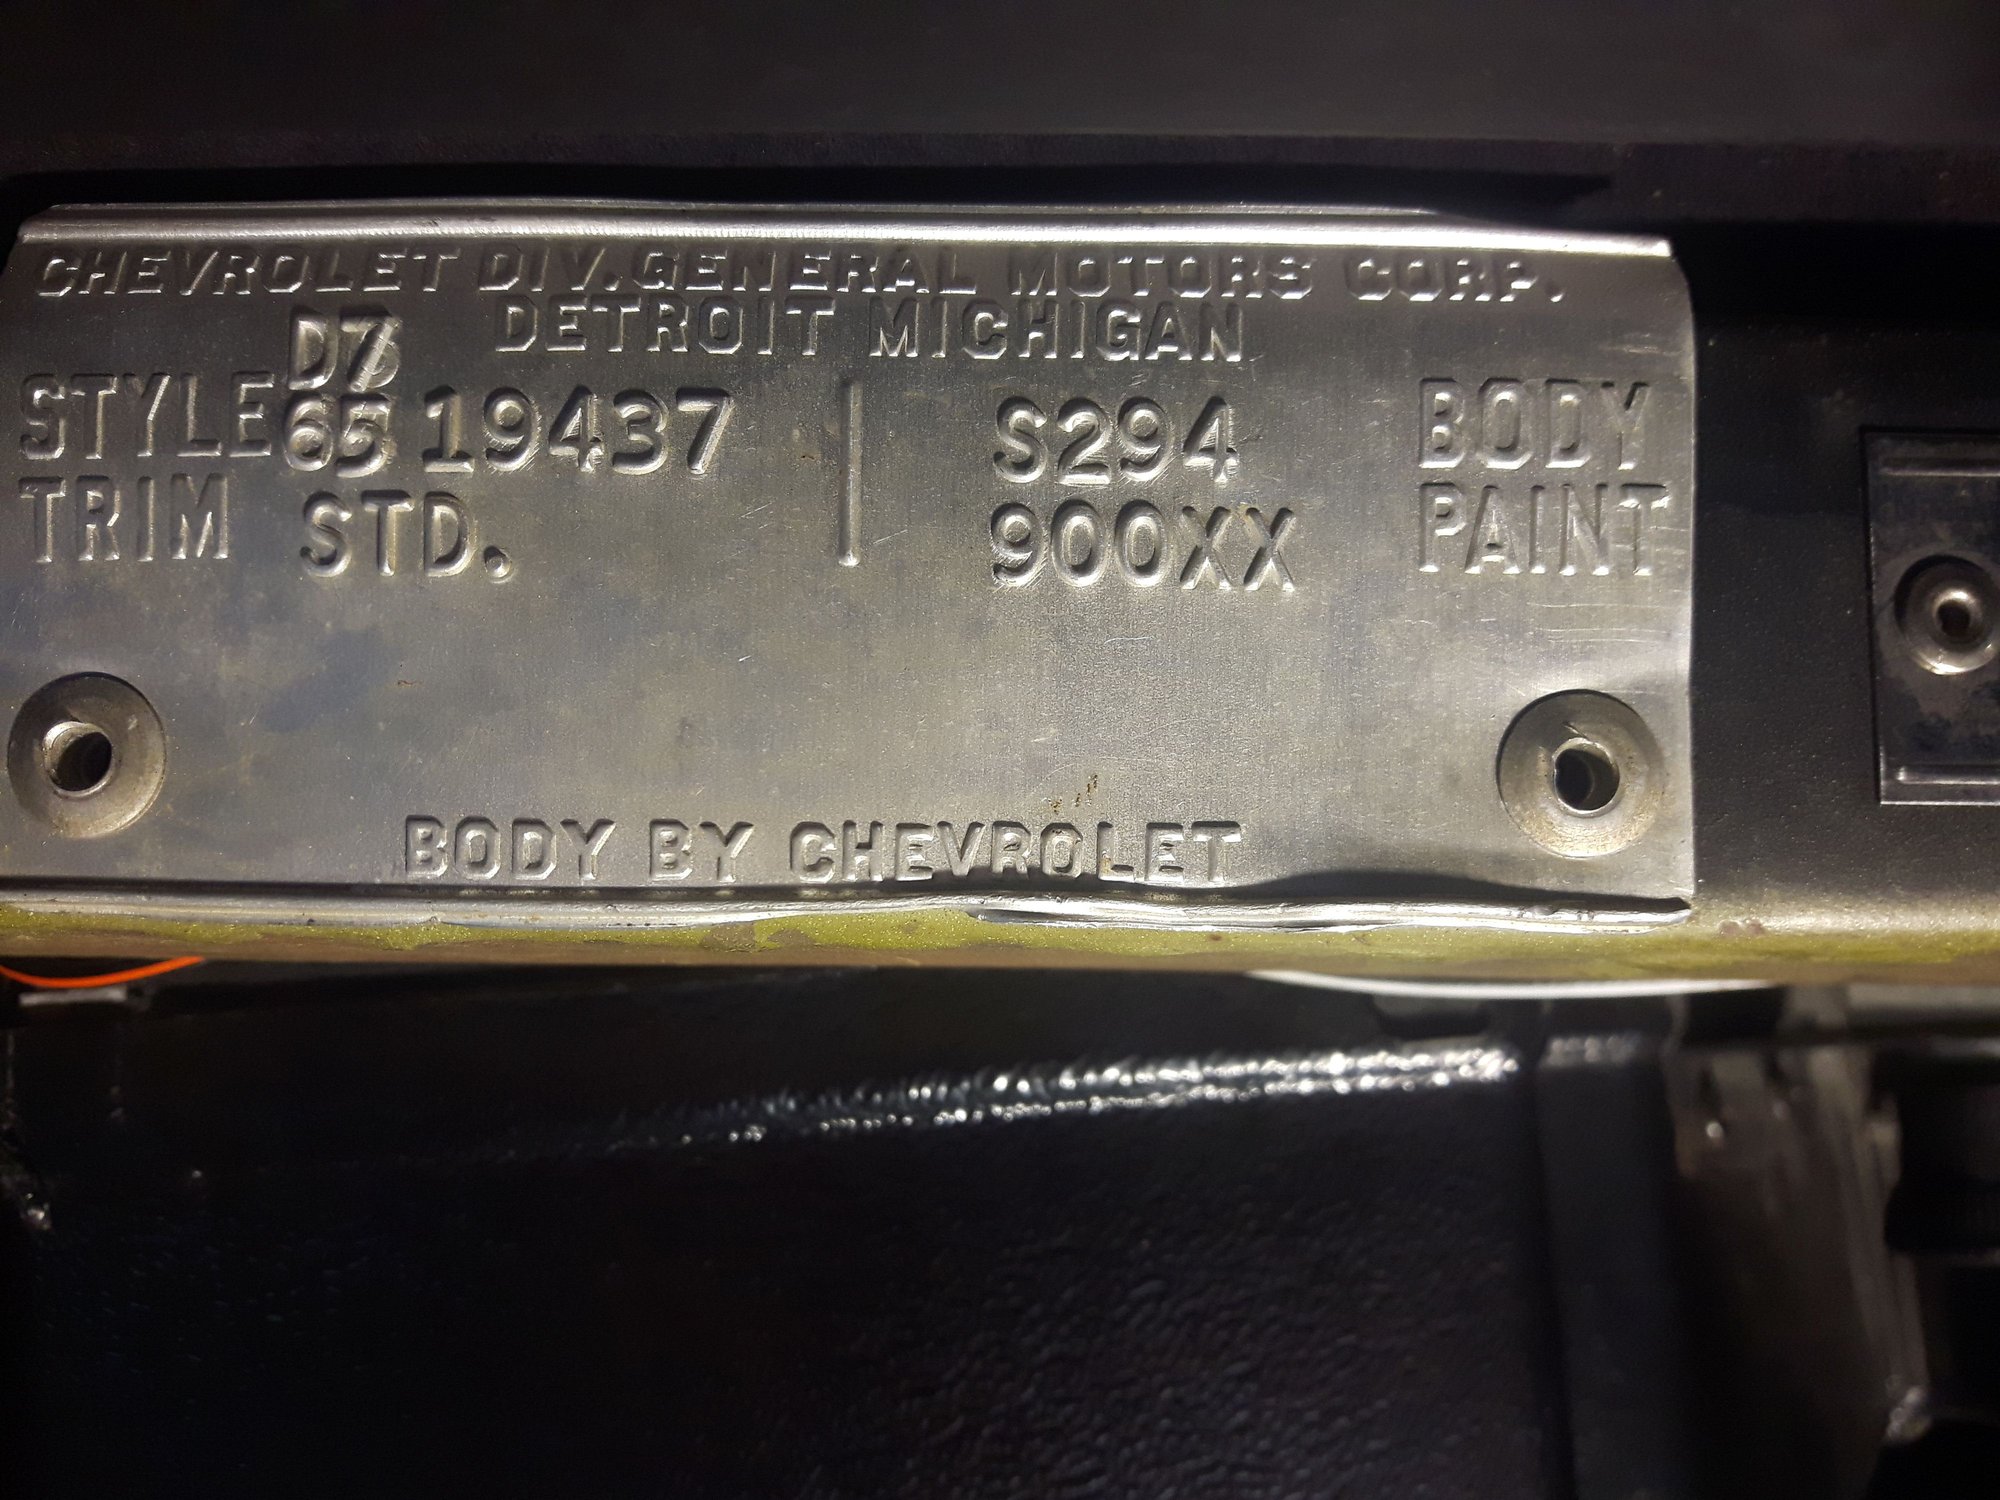 CHEVROLET DIV. GENERAL MOTORS CORP.
DETROIT MICHIGAN
STYLE 65 19437 S294 BODY
TRIM STD. 900XX PAINT
BODY BY CHEVROLET